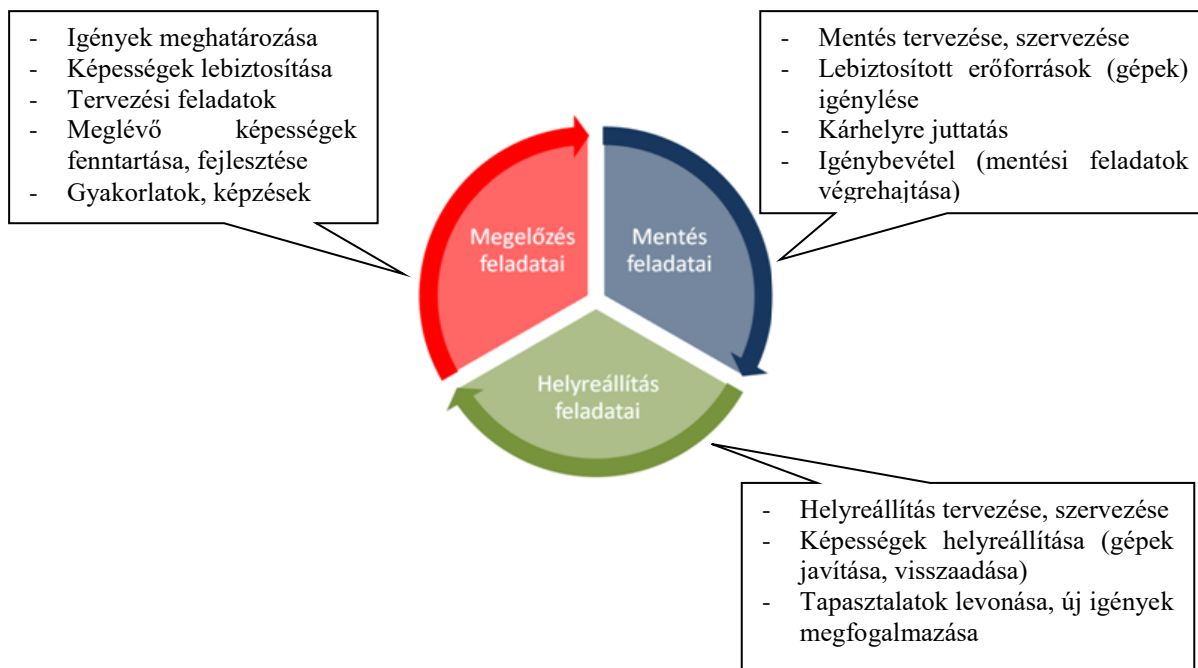 - Igények meghatározása
- Képességek lebiztosítása
- Tervezési feladatok
- Meglévő képességek
fenntartása, fejlesztése
- Gyakorlatok, képzések
- Mentés tervezése, szervezése
- Lebiztosított erőforrások (gépek)
igénylése
- Kárhelyre juttatás
- Igénybevétel (mentési feladatok
végrehajtása)
Megelőzés
feladatai
Mentés
feladatai
Helyreállítás
feladatai
- Helyreállítás tervezése, szervezése
- Képességek helyreállítása (gépek
javítása, visszaadása)
- Tapasztalatok levonása, új igények
megfogalmazása